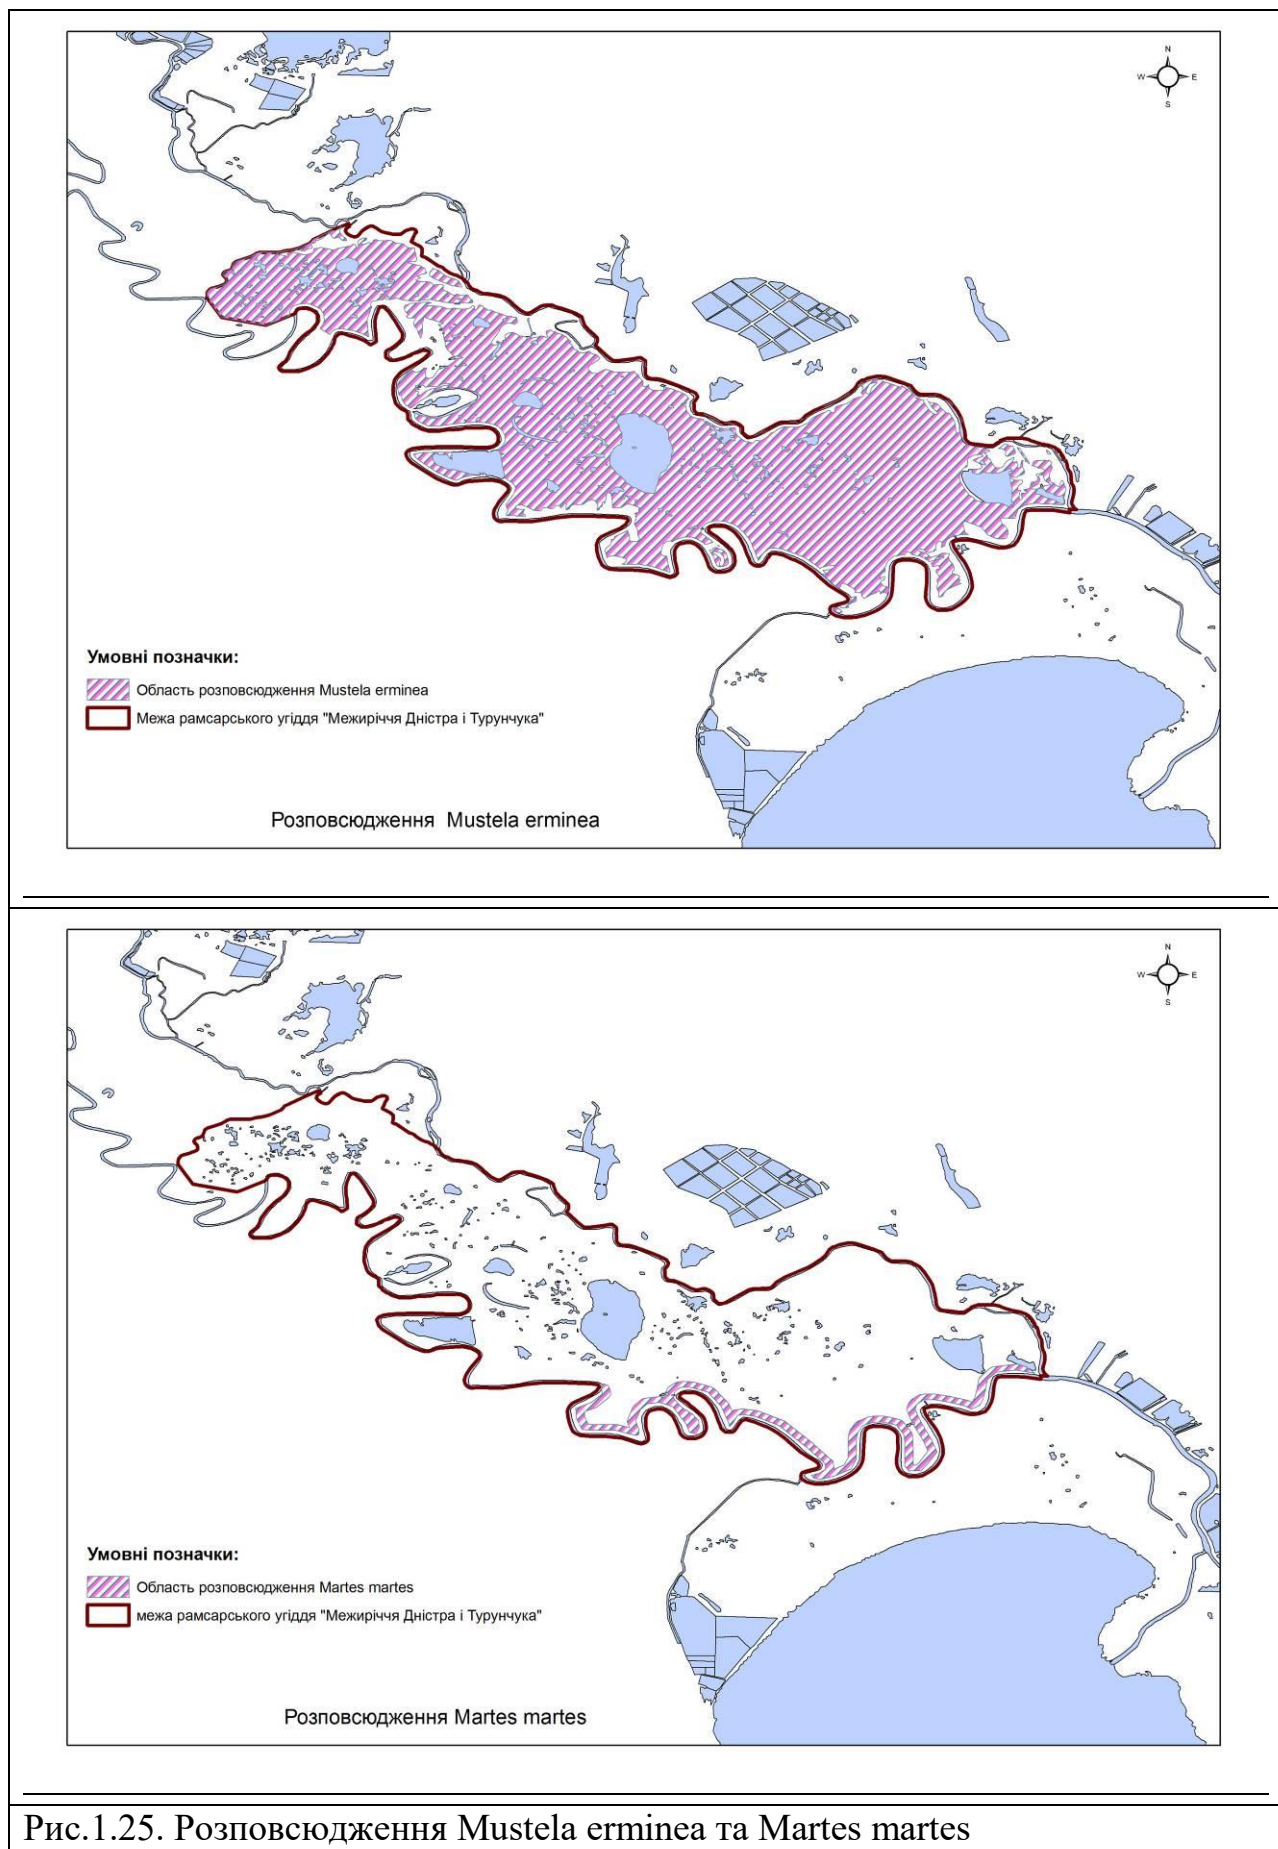 N
W E
S
Умовні позначки:
Область розповсюдження Mustela erminea
Межа рамсарського угіддя "Межиріччя Дністра і Турунчука"
Розповсюдження Mustela erminea
N
W E
S
Умовні позначки:
Область розповсюдження Martes martes
межа рамсарського угіддя "Межиріччя Дністра і Турунчука"
Розповсюдження Martes martes
Рис.1.25. Розповсюдження Mustela erminea та Martes martes